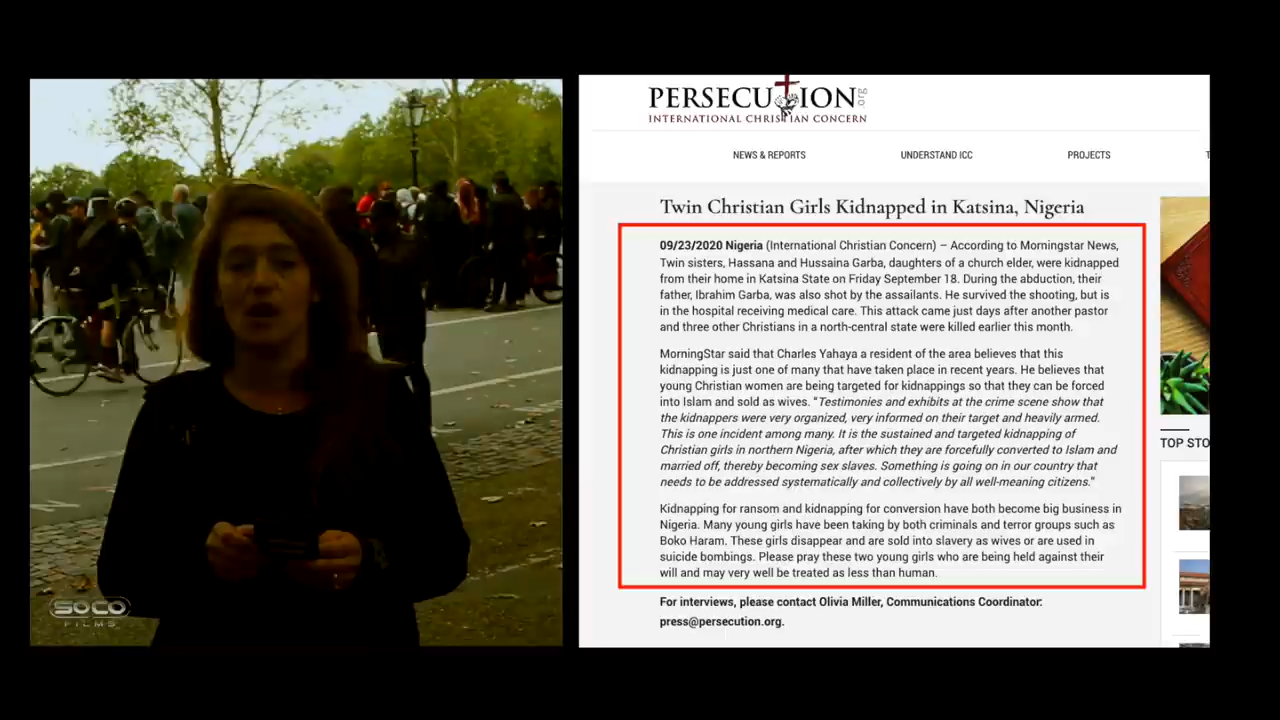 SOCO
FILMS
PERSECUTION
.org
INTERNATIONAL CHRISTIAN CONCERN
NEWS & REPORTS
UNDERSTAND ICC
PROJECTS
T
Twin Christian Girls Kidnapped in Katsina, Nigeria
09/23/2020 Nigeria (International Christian Concern) – According to Morningstar News,
Twin sisters, Hassana and Hussaina Garba, daughters of a church elder, were kidnapped
from their home in Katsina State on Friday September 18. During the abduction, their
father, Ibrahim Garba, was also shot by the assailants. He survived the shooting, but is
in the hospital receiving medical care. This attack came just days after another pastor
and three other Christians in a north-central state were killed earlier this month.
MorningStar said that Charles Yahaya a resident of the area believes that this
kidnapping is just one of many that have taken place in recent years. He believes that
young Christian women are being targeted for kidnappings so that they can be forced
into Islam and sold as wives. "Testimonies and exhibits at the crime scene show that
the kidnappers were very organized, very informed on their target and heavily armed.
This is one incident among many. It is the sustained and targeted kidnapping of
Christian girls in northern Nigeria, after which they are forcefully converted to Islam and
married off, thereby becoming sex slaves. Something is going on in our country that
needs to be addressed systematically and collectively by all well-meaning citizens."
Kidnapping for ransom and kidnapping for conversion have both become big business in
Nigeria. Many young girls have been taking by both criminals and terror groups such as
Boko Haram. These girls disappear and are sold into slavery as wives or are used in
suicide bombings. Please pray these two young girls who are being held against their
will and may very well be treated as less than human.
For interviews, please contact Olivia Miller, Communications Coordinator:
press@persecution.org.
TOP STO